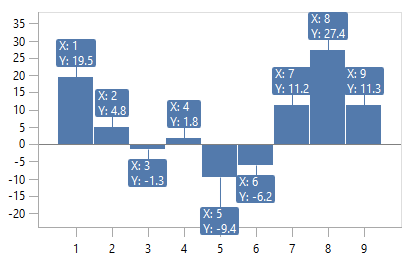 35
30
25
20
15
10
5
0
-5
-10
-15
-20
X: 1
Y: 19.5
X: 2
Y: 4.8
X: 3
Y: -1.3
X: 4
Y: 1.8
X: 5
Y: -9.4
X: 6
Y: -6.2
X: 7
Y: 11.2
X: 8
Y: 27.4
X: 9
Y: 11.3
1 2 3 4 5 6 7 8 9